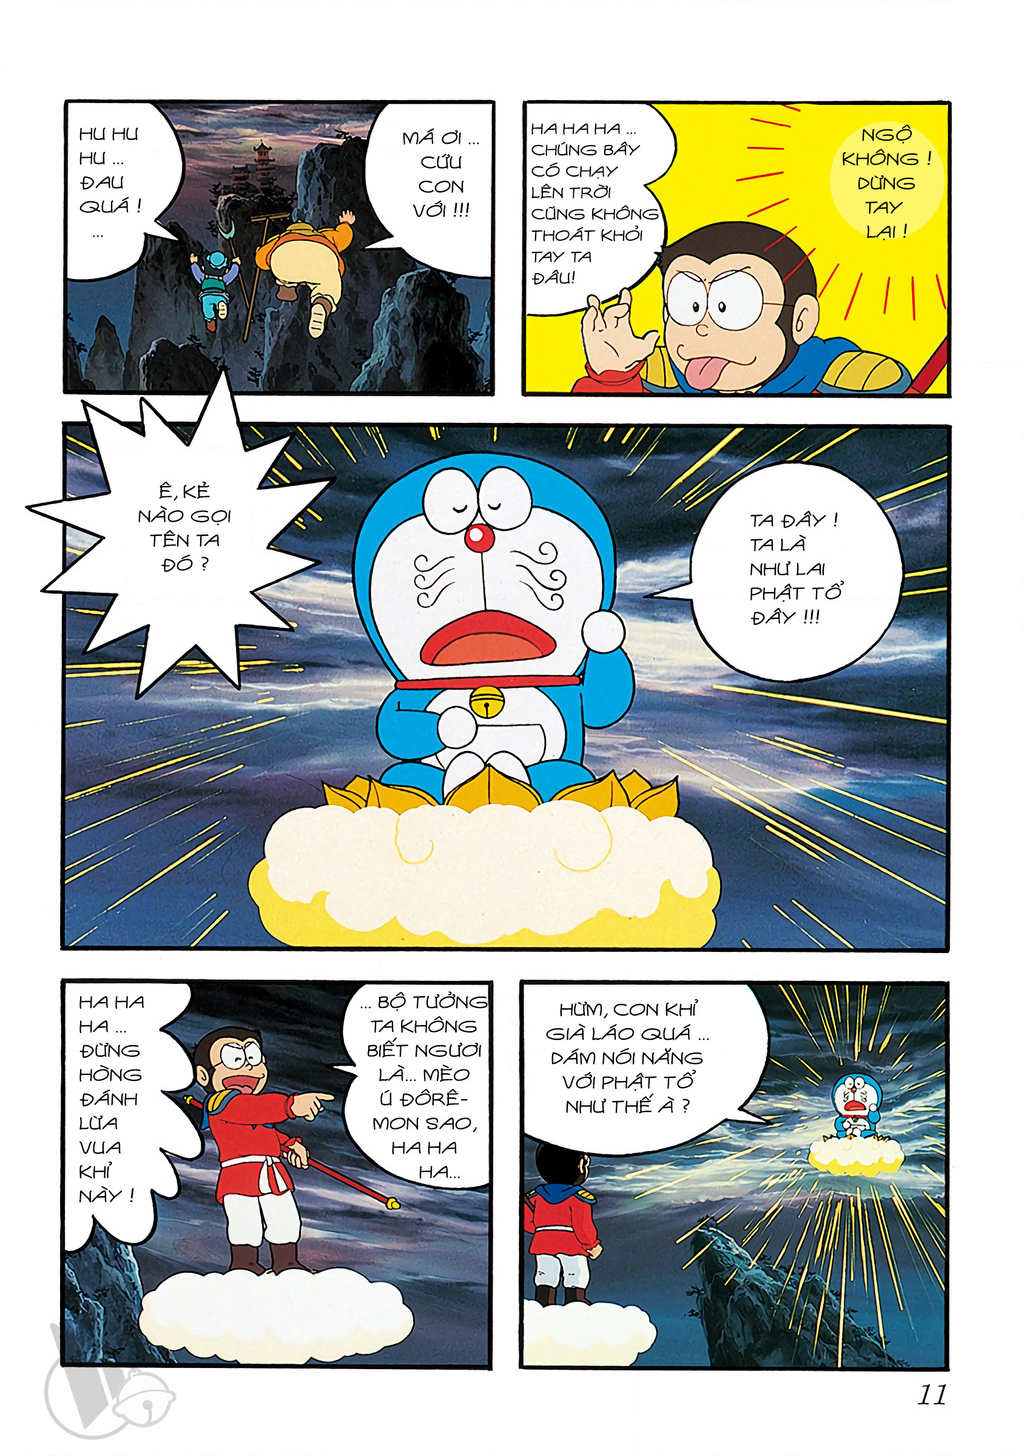 HU HU
HU ...
ĐAU
QUÁ !
...
MÁ ƠI ...
CỨU
CON
VỚI !!!
HA HA HA ...
CHÚNG BÂY
CÓ CHẠY
LÊN TRỜI
CŨNG KHÔNG
THOÁT KHỎI
TAY TA
ĐÂU!
NGỘ
KHÔNG !
DỪNG
TAY
LẠI !
Ê, KẺ
NÀO GỌI
TÊN TA
ĐÓ ?
TA ĐÂY !
TA LÀ
NHƯ LAI
PHẬT TỔ
ĐÂY !!!
HA HA
HA ...
ĐỪNG
HÒNG
ĐÁNH
LỪA
VUA
KHỈ
NÀY !
... BỘ TƯỞNG
TA KHÔNG
BIẾT NGƯƠI
LÀ... MÈO
Ú ĐÔRÊ-
MON SAO,
HA HA
HA...
HỪM, CON KHỈ
GIÀ LÁO QUÁ ...
DÁM NÓI NĂNG
VỚI PHẬT TỔ
NHƯ THẾ À ?
11